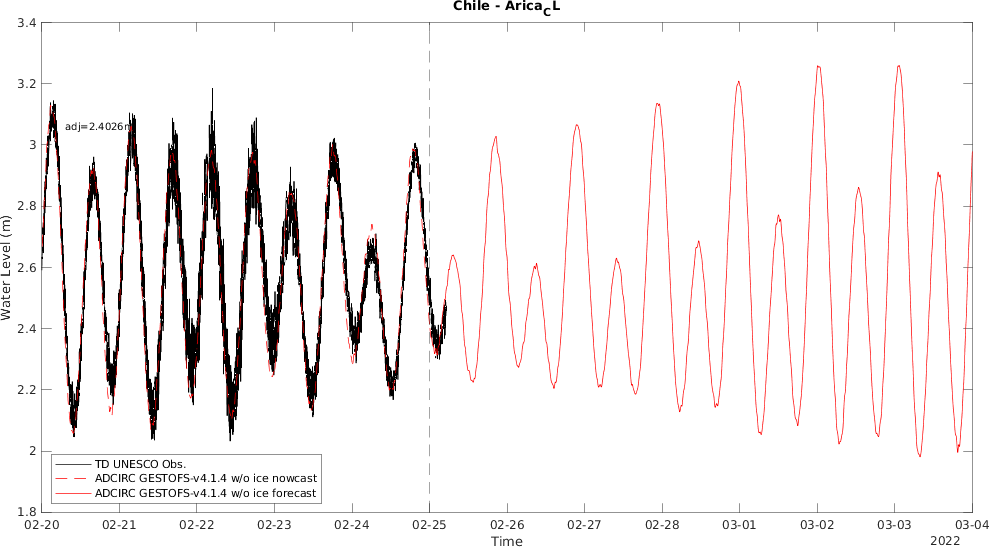 Chile - Arica_CL
3.4
3.2
3
2.8
2.6
2.4
2.2
2
1.8
Water Level (m)
adj=2.4026m
TD UNESCO Obs.
ADCIRC GESTOFS-v4.1.4 w/o ice nowcast
ADCIRC GESTOFS-v4.1.4 w/o ice forecast
02-20 02-21 02-22 02-23 02-24 02-25 02-26 02-27 02-28 03-01 03-02 03-03 03-04
Time
2022